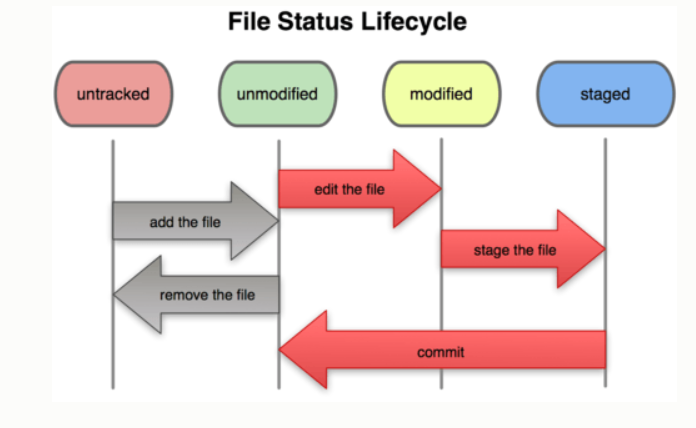 File Status Lifecycle
untracked
unmodified
modified
staged
edit the file
add the file
stage the file
remove the file
commit